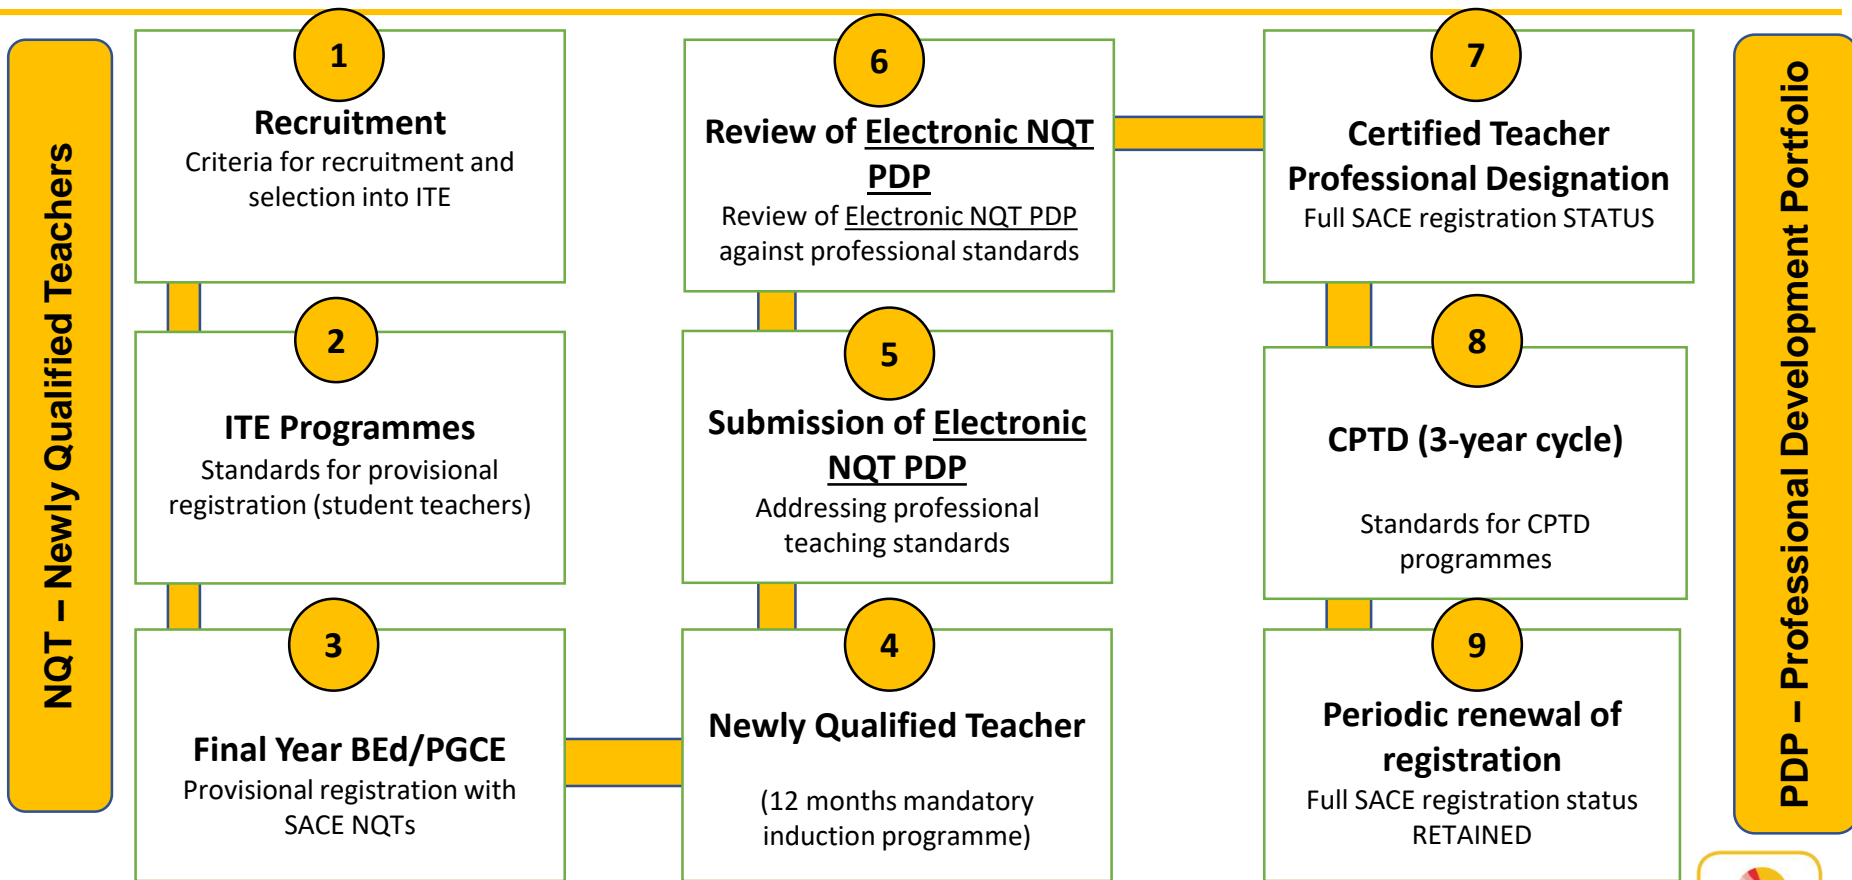 NQT – Newly Qualified Teachers
1
Recruitment
Criteria for recruitment and
selection into ITE
2
ITE Programmes
Standards for provisional
registration (student teachers)
3
Final Year BEd/PGCE
Provisional registration with
SACE NQTs
4
Newly Qualified Teacher
(12 months mandatory
induction programme)
5
Submission of Electronic
NQT PDP
Addressing professional
teaching standards
6
Review of Electronic NQT
PDP
Review of Electronic NQT PDP
against professional standards
7
Certified Teacher
Professional Designation
Full SACE registration STATUS
8
CPTD (3-year cycle)
Standards for CPTD
programmes
9
Periodic renewal of
registration
Full SACE registration status
RETAINED
PDP – Professional Development Portfolio